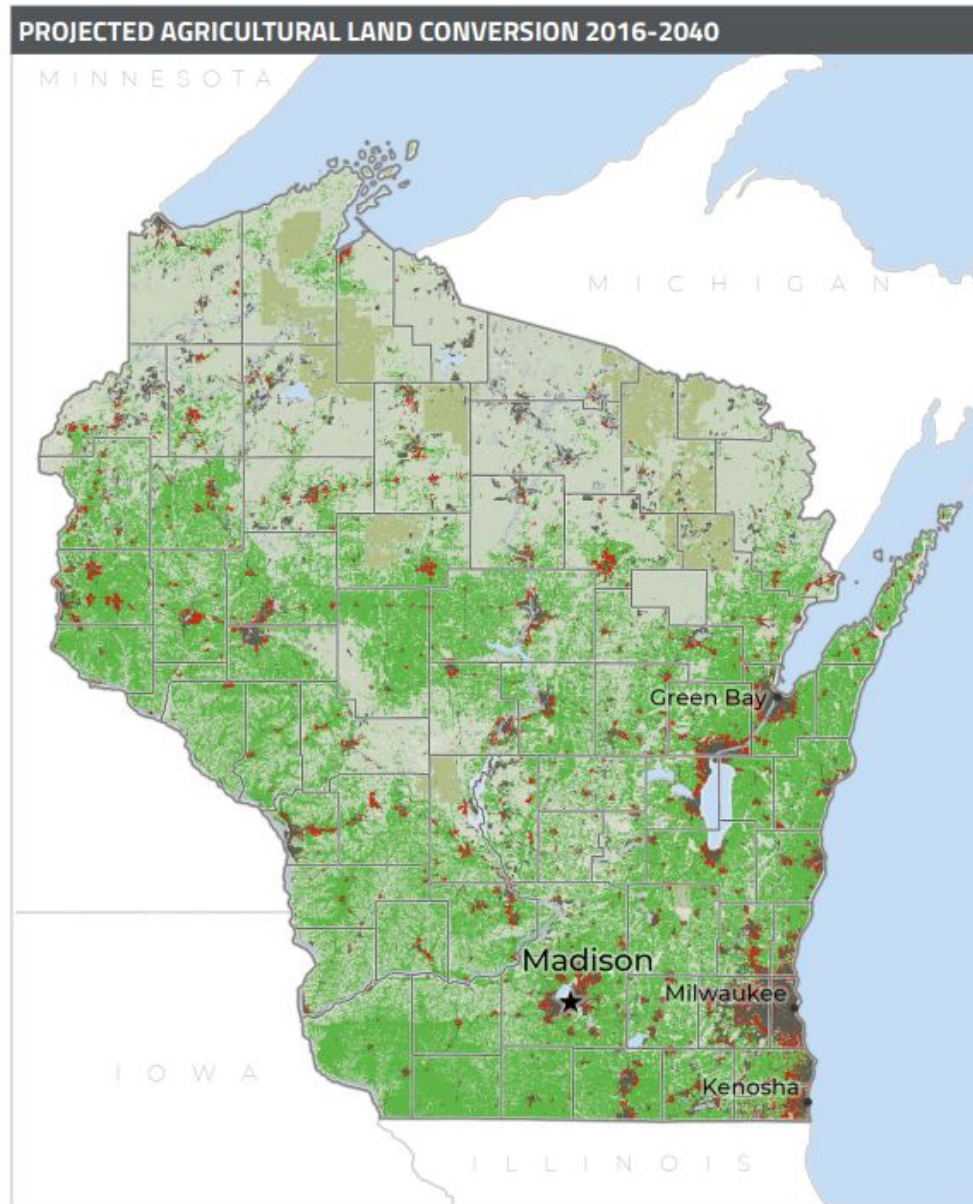 PROJECTED AGRICULTURAL LAND CONVERSION 2016-2040
MINNESOTA
MICHIGAN
Green Bay
Madison
Milwaukee
IOWA
Kenosha
ILLINOIS